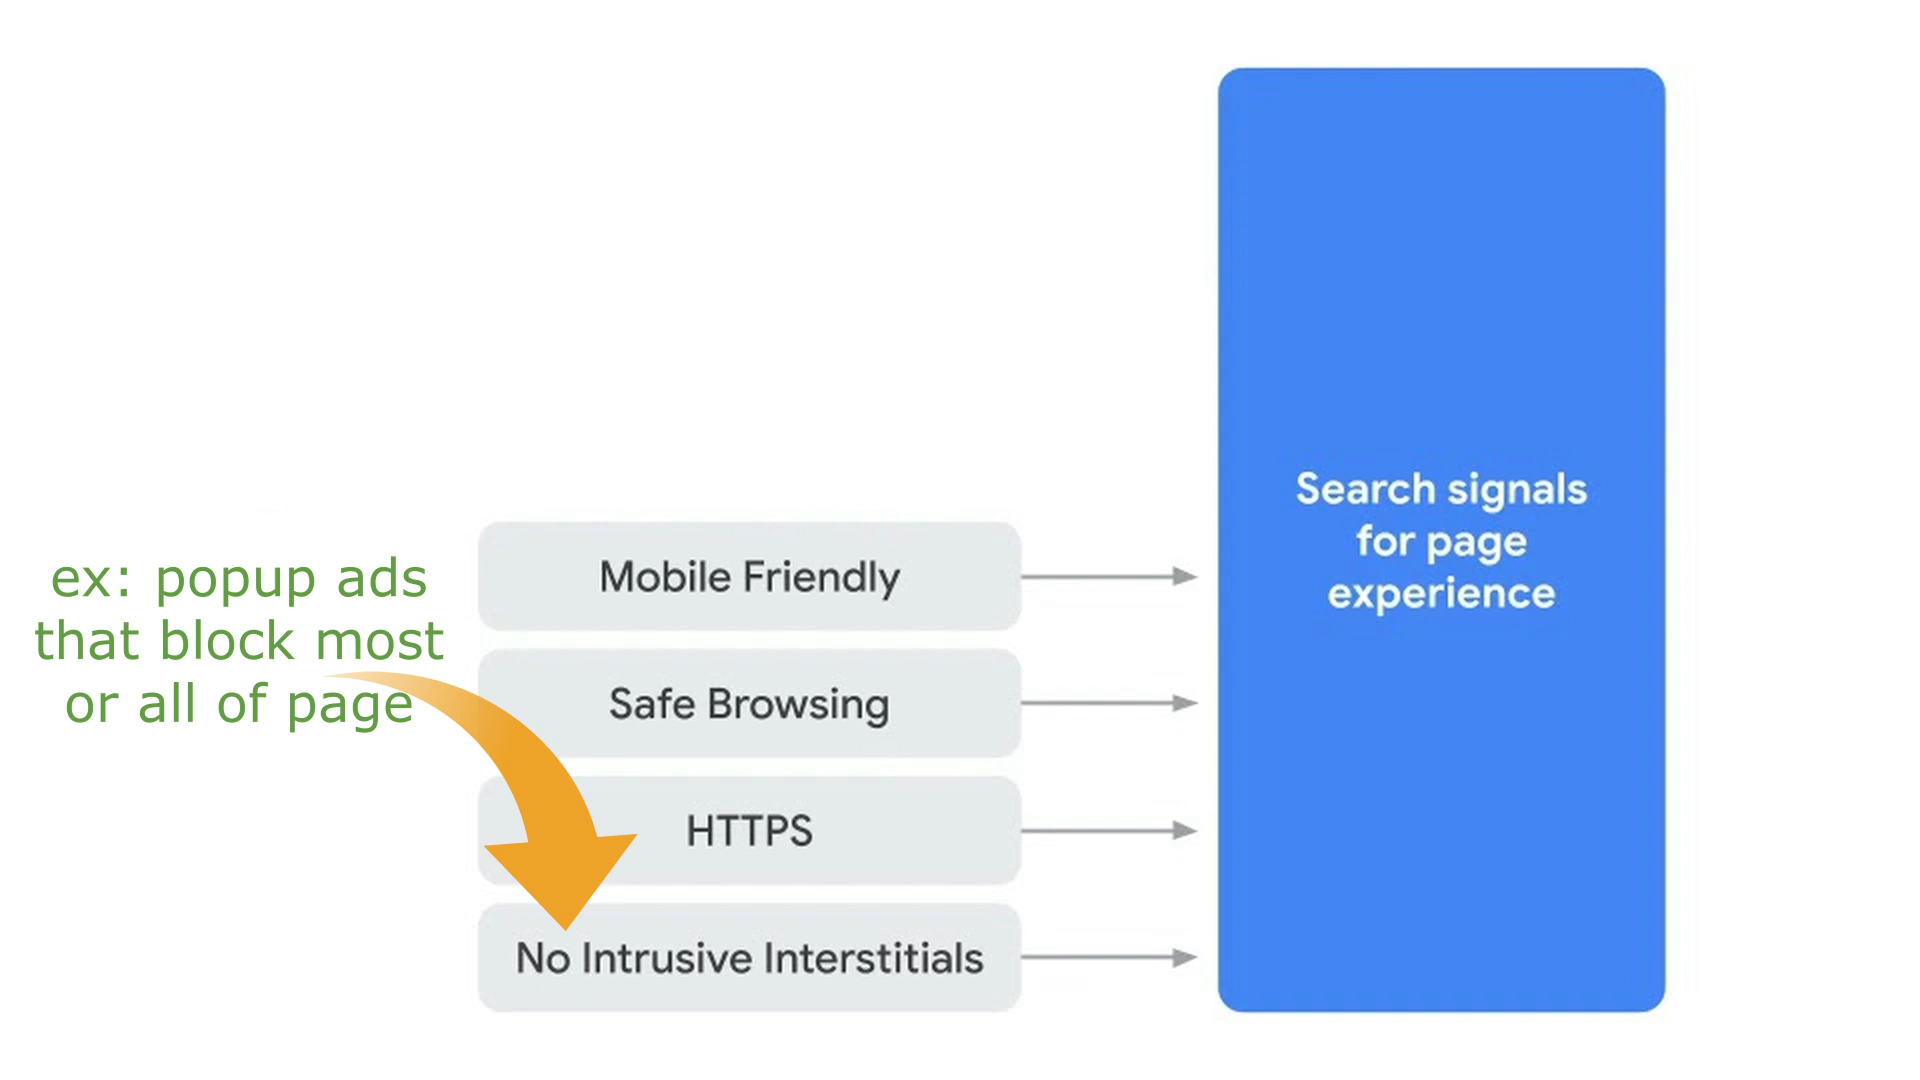 ex: popup ads
that block most
or all of page
Mobile Friendly
Safe Browsing
HTTPS
No Intrusive Interstitials
Search signals
for page
experience